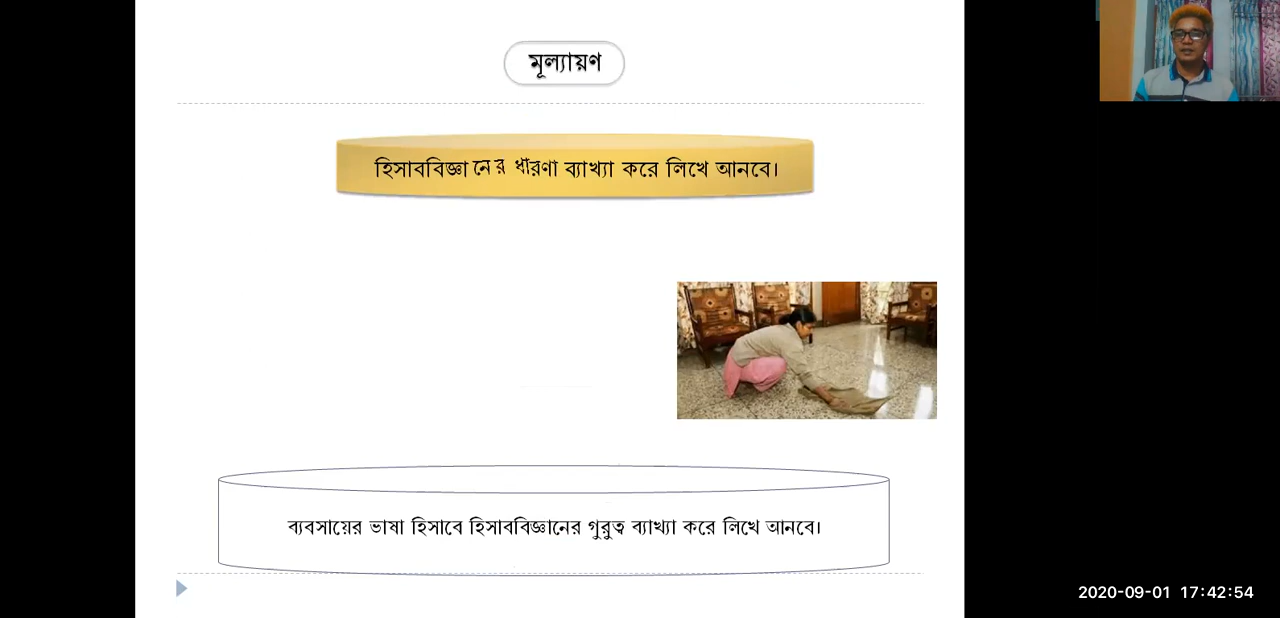 মূল্যায়ণ
হিসাববিজ্ঞানের ধাঁরণা ব্যাখ্যা করে লিখে আনবে।
ব্যবসায়ের ভাষা হিসাবে হিসাববিজ্ঞানের গুরুত্ব ব্যাখ্যা করে লিখে আনবে।
2020-09-01 17:42:54